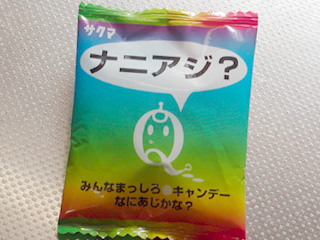 サクマ
ナニアジ?
みんなまっしろ●キャンデー
なにあじかな?